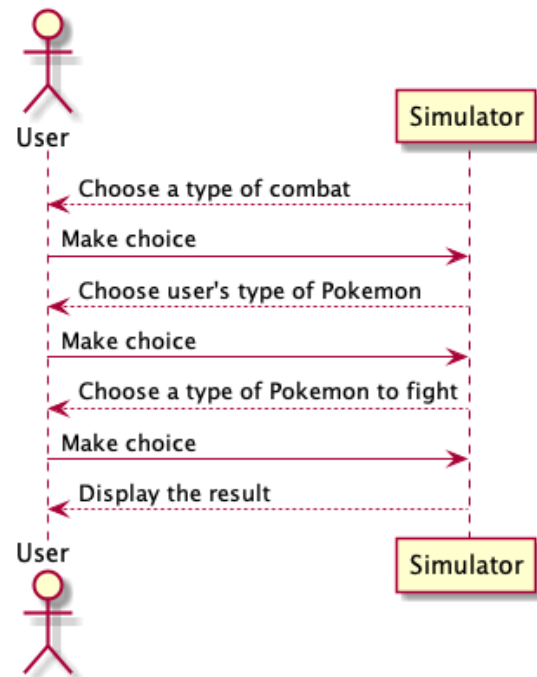 User
Simulator
Choose a type of combat
Make choice
Choose user's type of Pokemon
Make choice
Choose a type of Pokemon to fight
Make choice
Display the result
User
Simulator